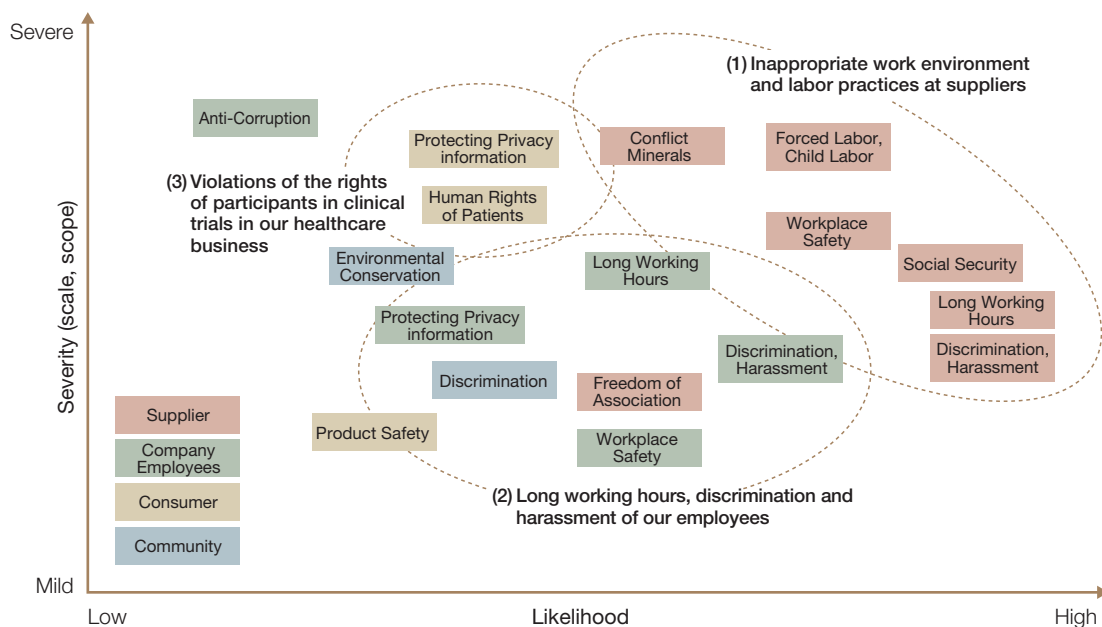 Severe
(1) Inappropriate work environment
and labor practices at suppliers
Anti-Corruption
Protecting Privacy
information
Conflict
Minerals
Forced Labor,
Child Labor
(3) Violations of the rights
of participants in clinical
trials in our healthcare
business
Human Rights
of Patients
Workplace
Safety
Environmental
Conservation
Long Working
Hours
Social Security
Protecting Privacy
information
Long Working
Hours
Discrimination,
Harassment
Discrimination,
Harassment
Discrimination
Freedom of
Association
Product Safety
Workplace
Safety
(2) Long working hours, discrimination and
harassment of our employees
Severity (scale, scope)
Supplier
Company
Employees
Consumer
Community
Mild
Low
Likelihood
High